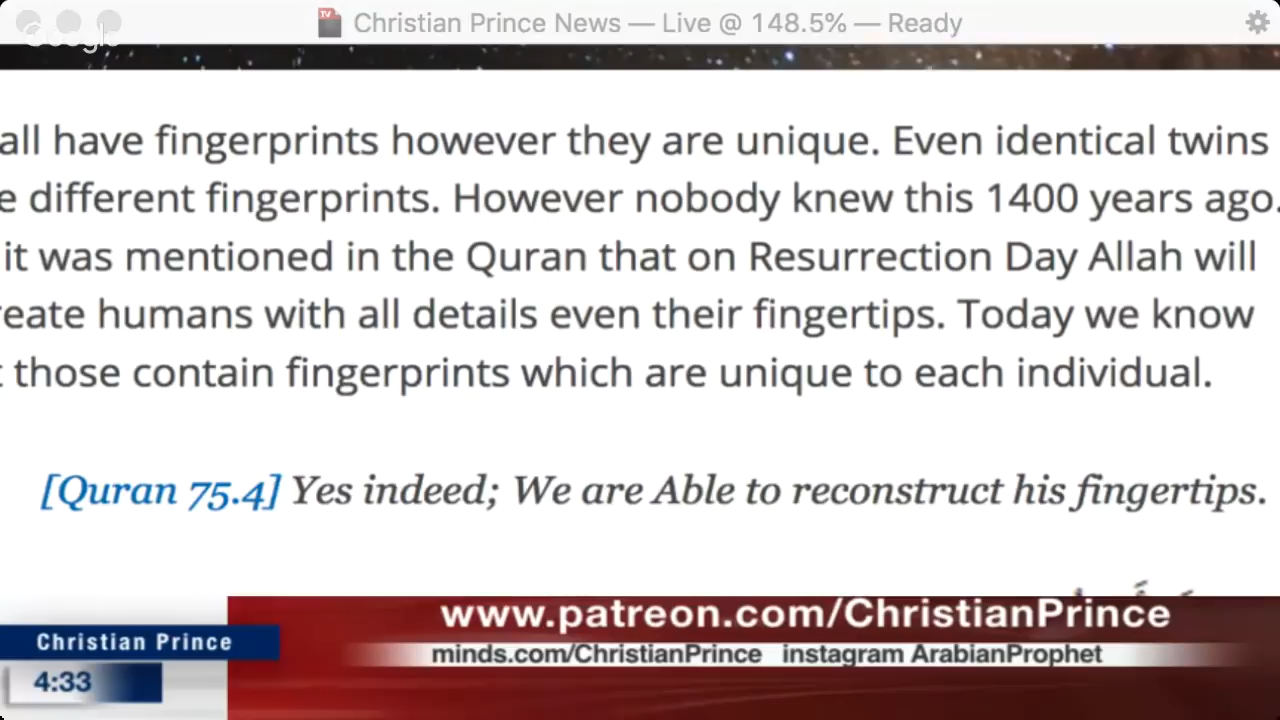 Christian Prince News — Live @ 148.5% — Ready
Google
all have fingerprints however they are unique. Even identical twins
e different fingerprints. However nobody knew this 1400 years ago.
it was mentioned in the Quran that on Resurrection Day Allah will
reate humans with all details even their fingertips. Today we know
t those contain fingerprints which are unique to each individual.
[Quran 75.4] Yes indeed; We are Able to reconstruct his fingertips.
www.patreon.com/ChristianPrince
Christian Prince
minds.com/ChristianPrince instagram ArabianProphet
4:33